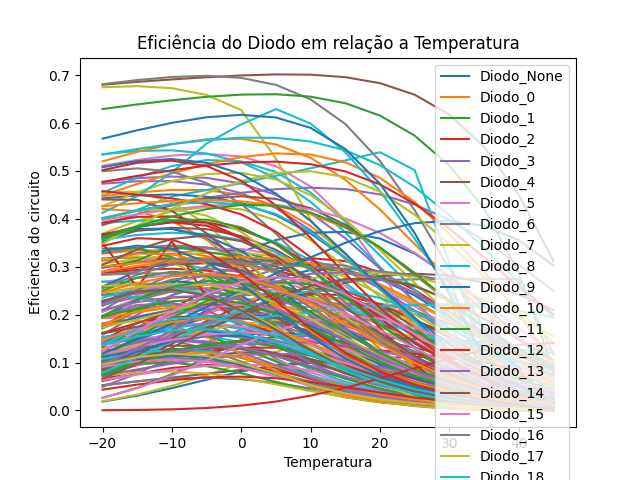 Eficiência do Diodo em relação a Temperatura
Eficiencia do circuito
0.7
0.6
0.5
0.4
0.3
0.2
0.1
0.0
−20
−10
0
10
20
30
40
Temperatura
Diodo_None
Diodo_0
Diodo_1
Diodo_2
Diodo_3
Diodo_4
Diodo_5
Diodo_6
Diodo_7
Diodo_8
Diodo_9
Diodo_10
Diodo_11
Diodo_12
Diodo_13
Diodo_14
Diodo_15
Diodo_16
Diodo_17
Diodo_18